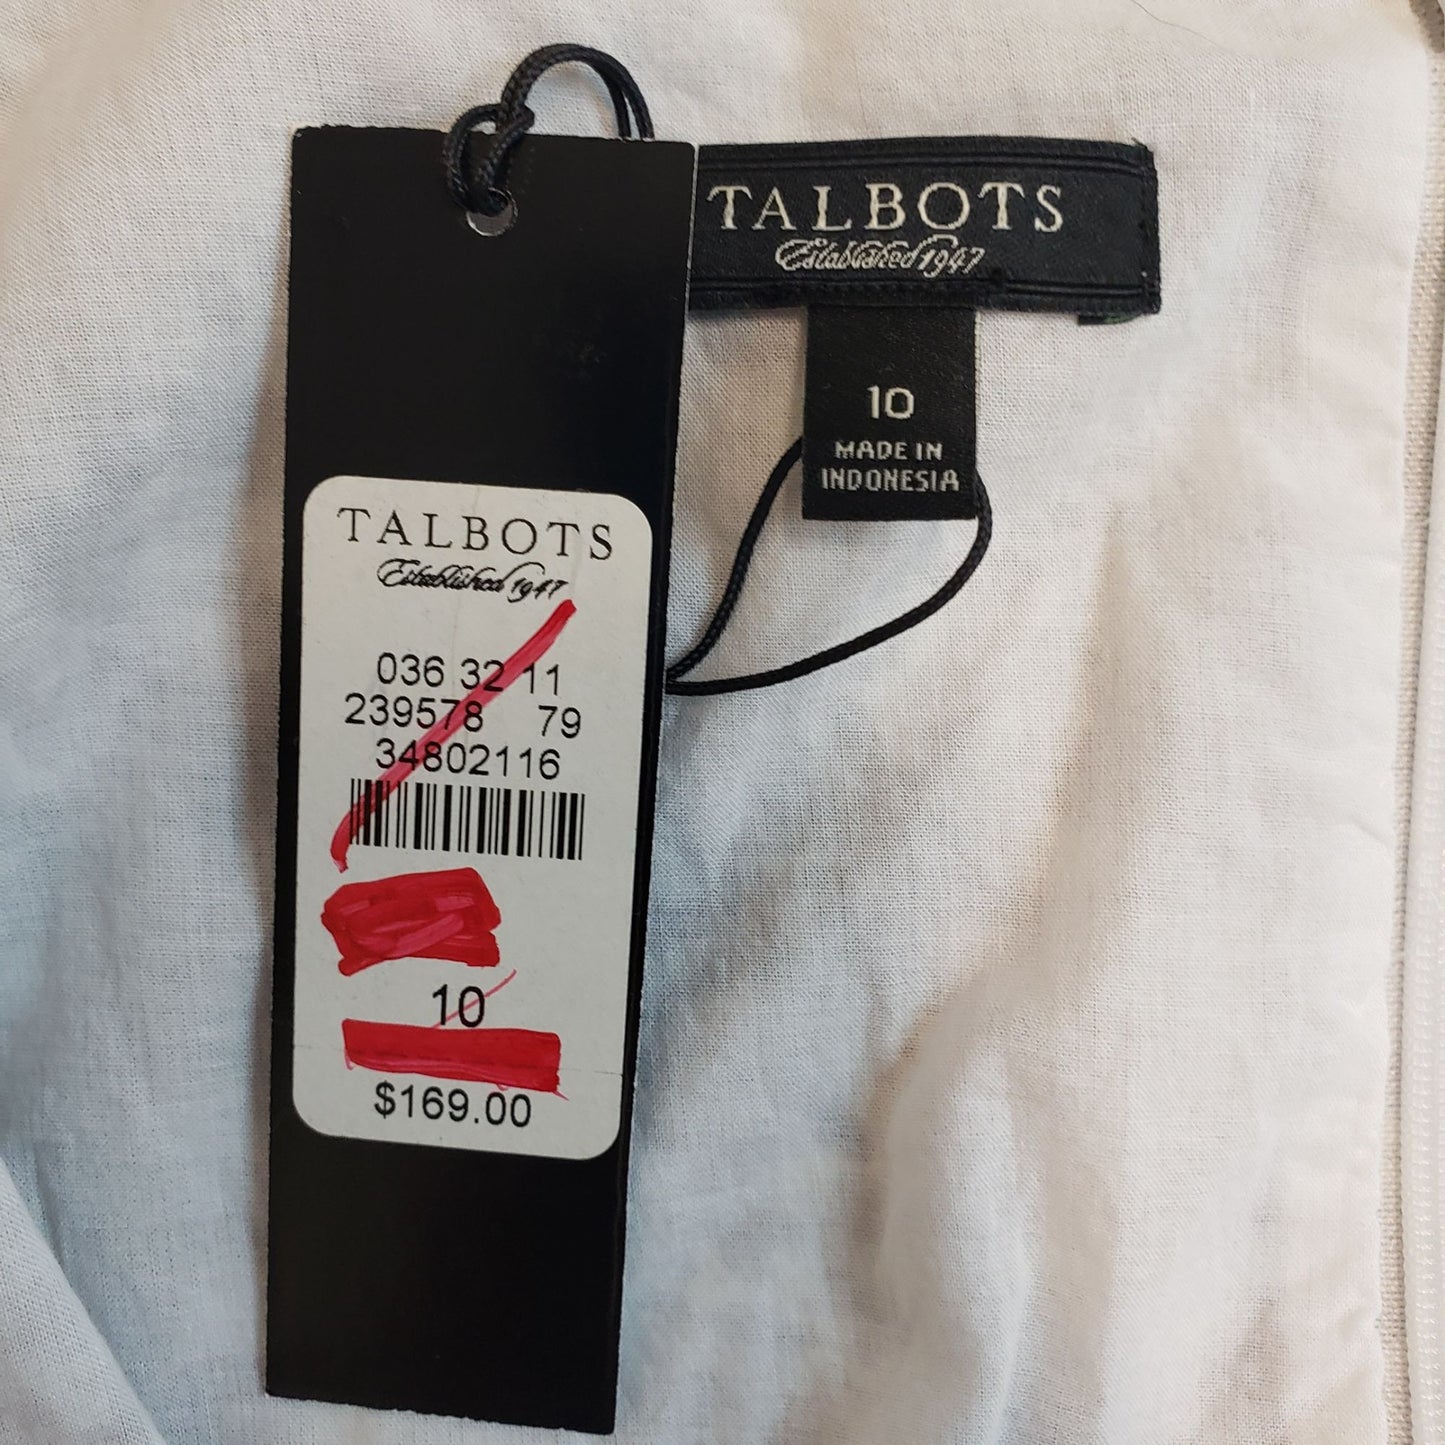 TALBOTS
Established 1947
10
MADE IN
INDONESIA
TALBOTS
Established 1947
036 32 11
239578 79
34802116
10
$169.00